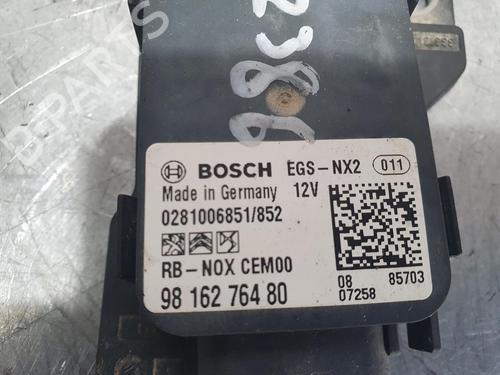 BOSCH EGS-NX2 011
Made in Germany 12V
0281006851/852
RB-NOX CEM00
98 162 764 80
08 85703
07258